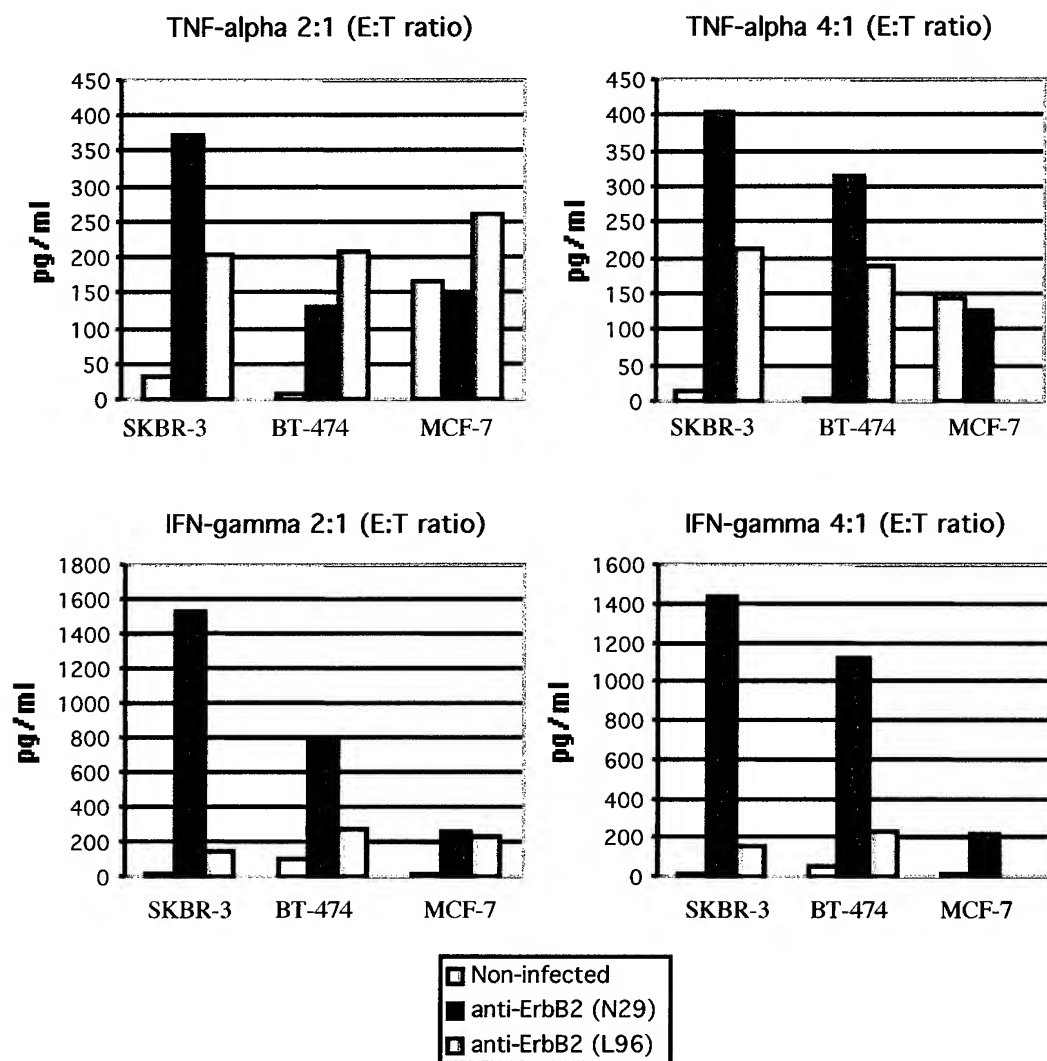 TNF-alpha 2:1 (E:T ratio)
pg/ml
450
400
350
300
250
200
150
100
50
0
SKBR-3 BT-474 MCF-7
TNF-alpha 4:1 (E:T ratio)
pg/ml
450
400
350
300
250
200
150
100
50
0
SKBR-3 BT-474 MCF-7
IFN-gamma 2:1 (E:T ratio)
pg/ml
1800
1600
1400
1200
1000
800
600
400
200
0
SKBR-3 BT-474 MCF-7
IFN-gamma 4:1 (E:T ratio)
pg/ml
1600
1400
1200
1000
800
600
400
200
0
SKBR-3 BT-474 MCF-7
Non-infected
anti-ErbB2 (N29)
anti-ErbB2 (L96)